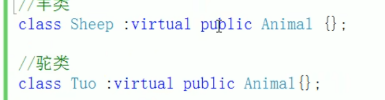 //羊类
class Sheep :virtual public Animal {};
//驼类
class Tuo :virtual public Animal{};